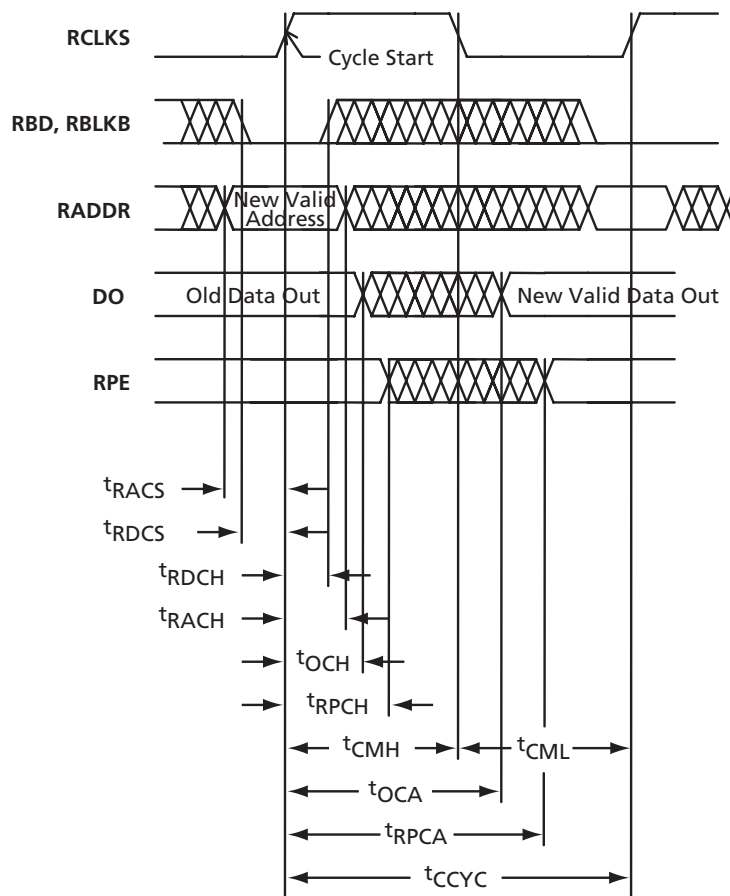 RCLKS
Cycle Start
RBD, RBLKB
RADDR
New Valid
Address
DO
Old Data Out
New Valid Data Out
RPE
tRACS
tRDCS
tRDCH
tRACH
tOCH
tRPCH
tCMH
tCML
tOCA
tRPCA
tCCYC